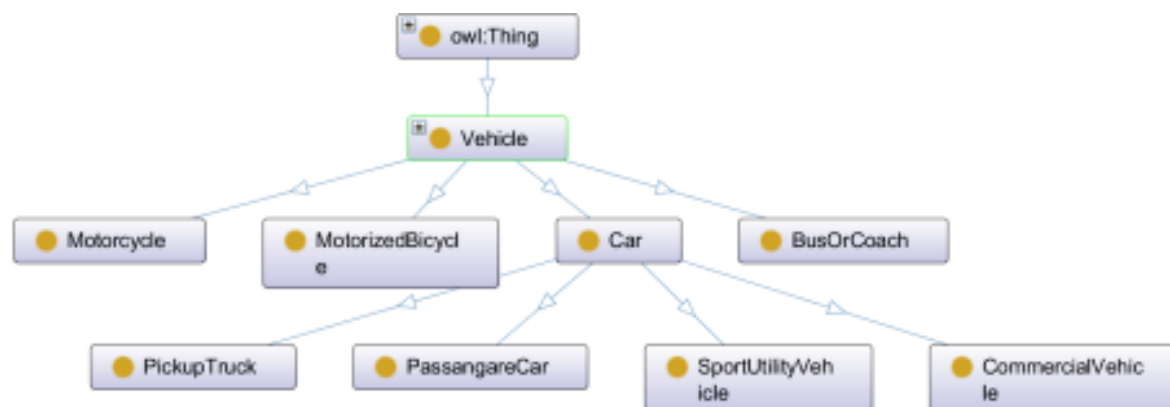 owl:Thing
Vehicle
Motorcycle
MotorizedBicycl
e
Car
BusOrCoach
PickupTruck
PassangareCar
SportUtilityVeh
icle
CommercialVehic
le